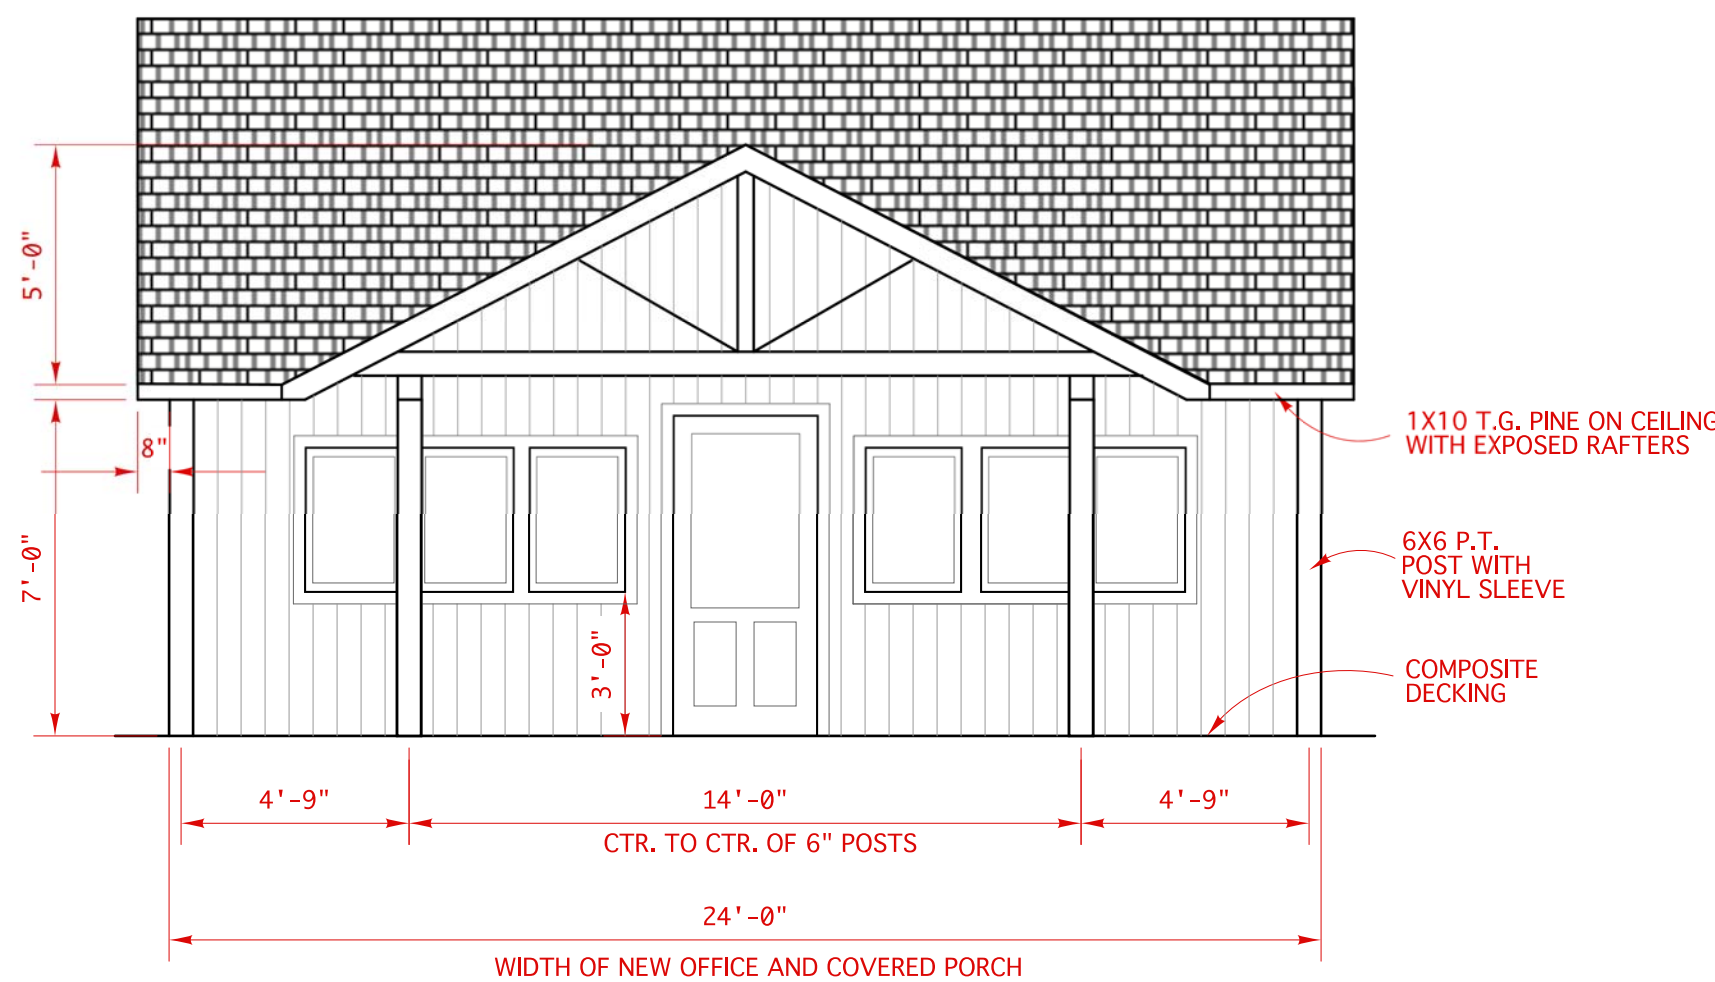 5'-0"
8"
7'-0"
3'-0"
1X10 T.G. PINE ON CEILING
WITH EXPOSED RAFTERS
6X6 P.T.
POST WITH
VINYL SLEEVE
COMPOSITE
DECKING
4'-9"
14'-0"
4'-9"
CTR. TO CTR. OF 6" POSTS
24'-0"
WIDTH OF NEW OFFICE AND COVERED PORCH